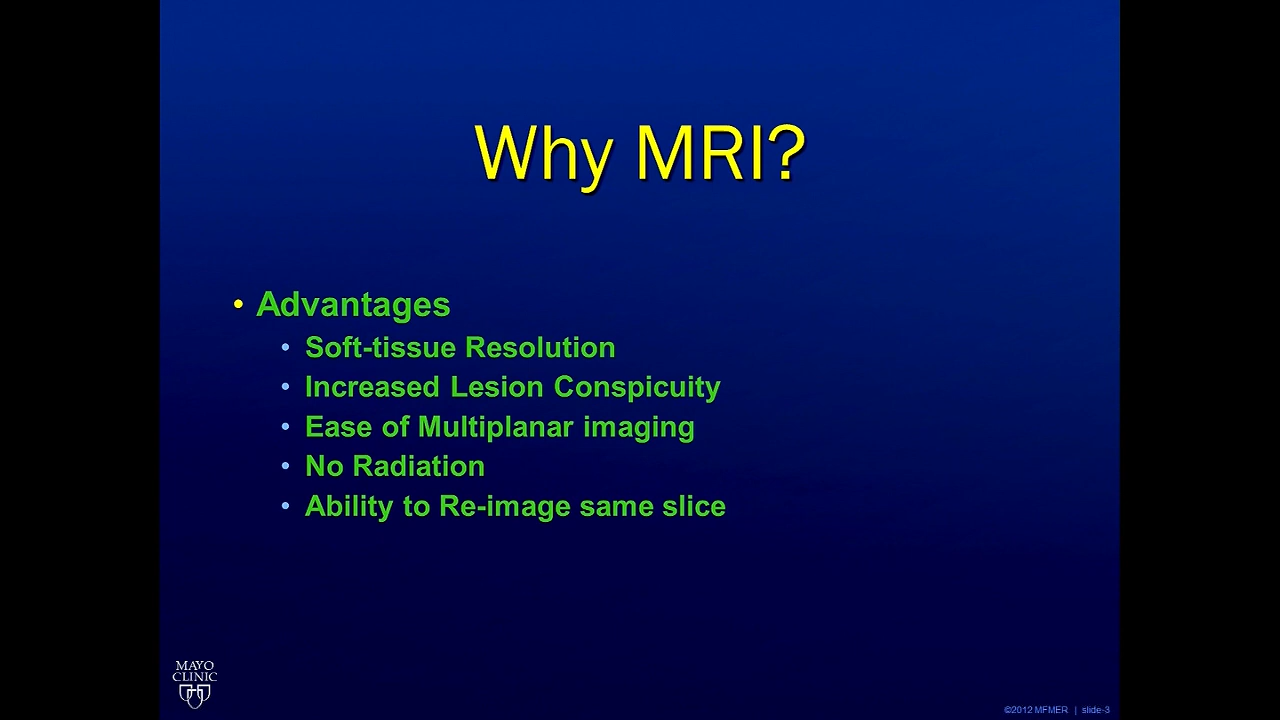 Why MRI?
• Advantages
• Soft-tissue Resolution
• Increased Lesion Conspicuity
• Ease of Multiplanar imaging
• No Radiation
• Ability to Re-image same slice
MAYO
CLINIC
©2012 MFMER | slide-3